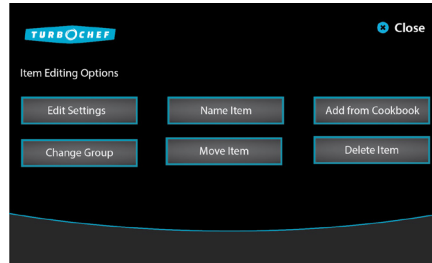 TURBOCHEF
Close
Item Editing Options
Edit Settings
Name Item
Add from Cookbook
Change Group
Move Item
Delete Item